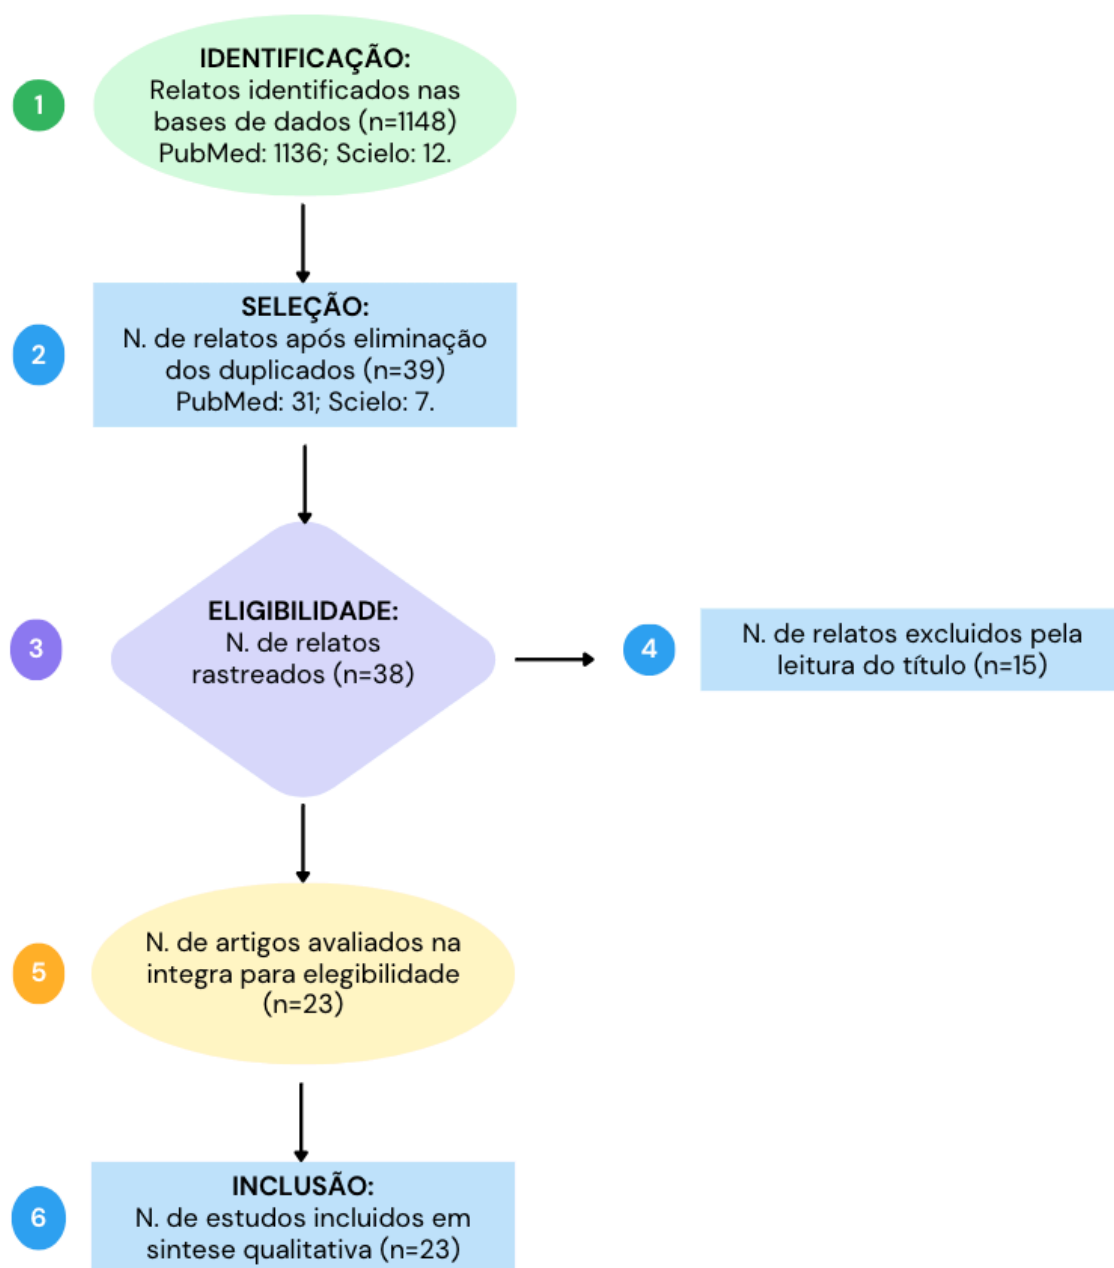 1
IDENTIFICAÇÃO:
Relatos identificados nas
bases de dados (n=1148)
PubMed: 1136; Scielo: 12.
2
SELEÇÃO:
N. de relatos após eliminação
dos duplicados (n=39)
PubMed: 31; Scielo: 7.
3
ELIGIBILIDADE:
N. de relatos
rastreados (n=38)
4
N. de relatos excluidos pela
leitura do título (n=15)
5
N. de artigos avaliados na
integra para elegibilidade
(n=23)
6
INCLUSÃO:
N. de estudos incluidos em
sintese qualitativa (n=23)